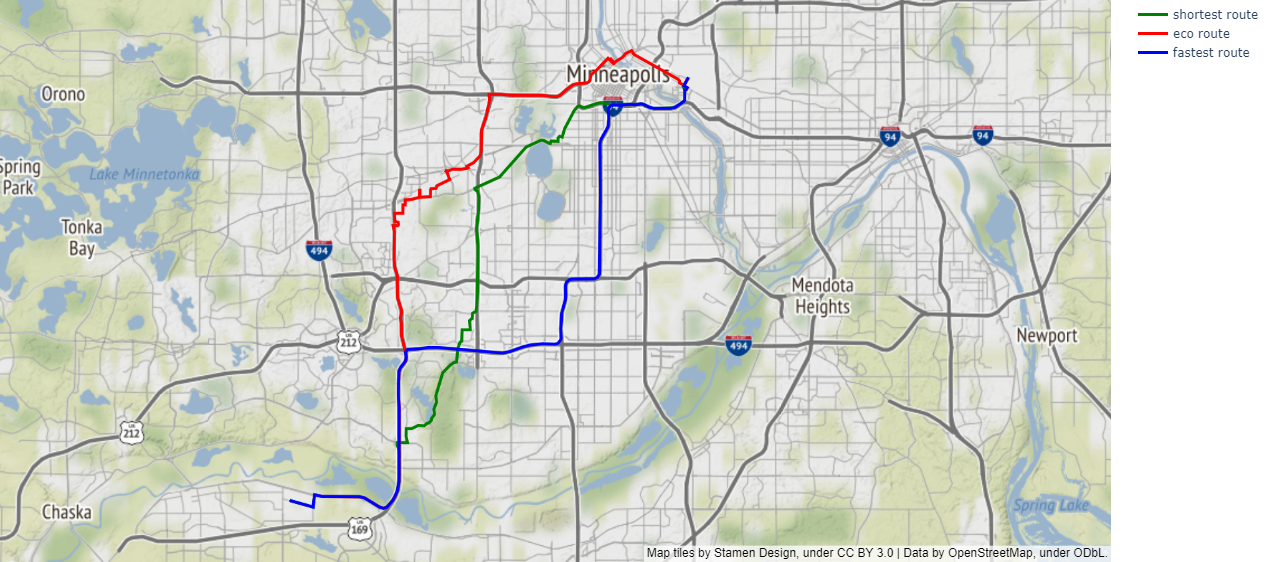 shortest route
eco route
fastest route
Minneapolis
Orono
94
94
Spring
Park
Lake Minnetonka
Tonka
Bay
494
Mendota
Heights
212
494
Newport
212
Chaska
169
Spring Lake
Map tiles by Stamen Design, under CC BY 3.0 | Data by OpenStreetMap, under ODbL.